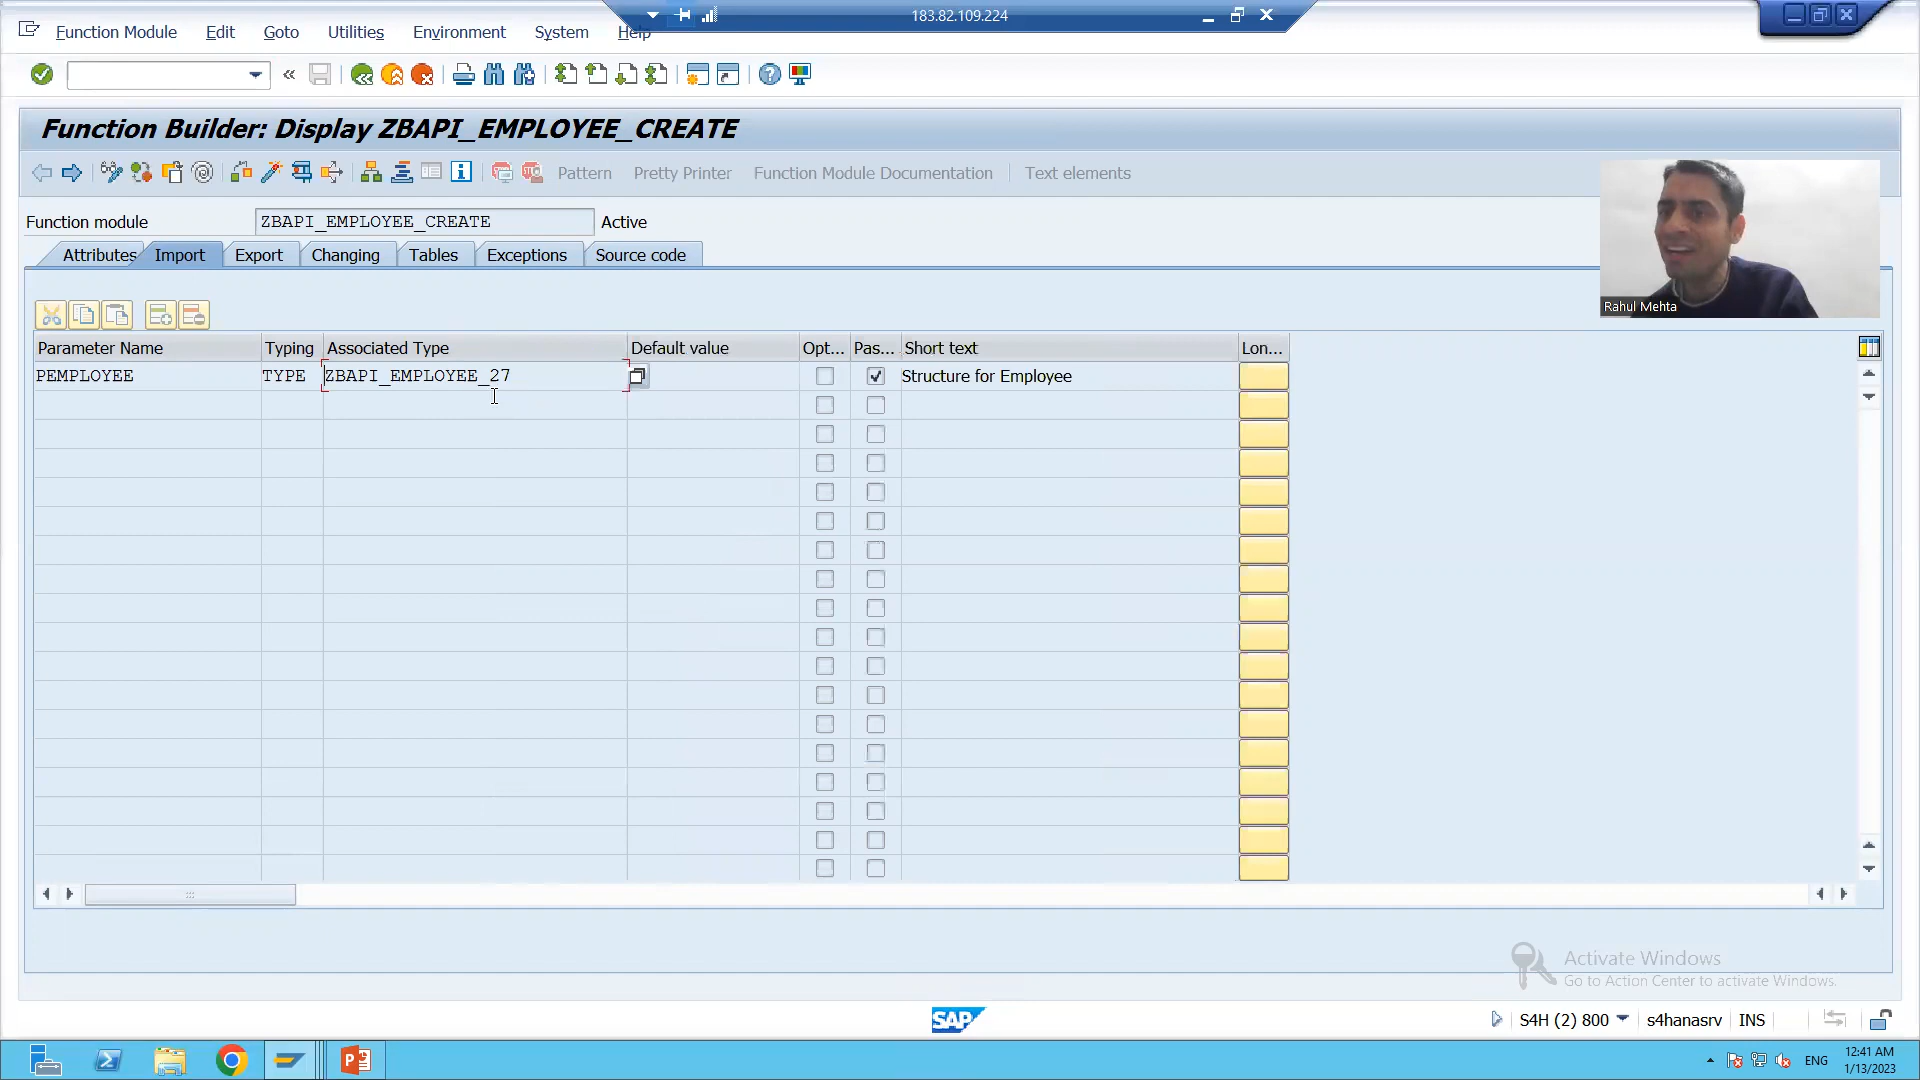 183.82.109.224
Function Module Edit Goto Utilities Environment System Help
Function Builder: Display ZBAPI_EMPLOYEE_CREATE
Pattern Pretty Printer Function Module Documentation Text elements
Function module ZBAPI_EMPLOYEE_CREATE Active
Attributes Import Export Changing Tables Exceptions Source code
Rahul Mehta
Parameter Name Typing Associated Type Default value Opt... Pas... Short text Lon...
PEMPLOYEE TYPE ZBAPI_EMPLOYEE_27 Structure for Employee
Activate Windows
Go to Action Center to activate Windows.
SAP
S4H (2) 800 s4hanasrv INS
ENG
12:41 AM
1/13/2023